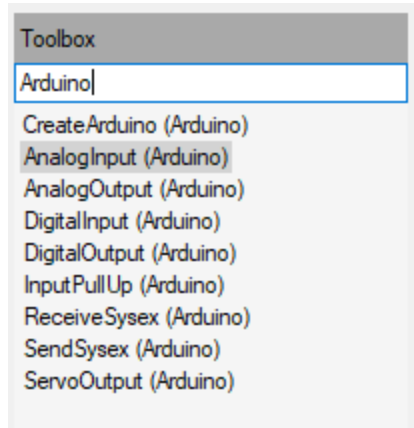 Toolbox
Arduino
CreateArduino (Arduino)
AnalogInput (Arduino)
AnalogOutput (Arduino)
DigitalInput (Arduino)
DigitalOutput (Arduino)
InputPullUp (Arduino)
ReceiveSysex (Arduino)
SendSysex (Arduino)
ServoOutput (Arduino)